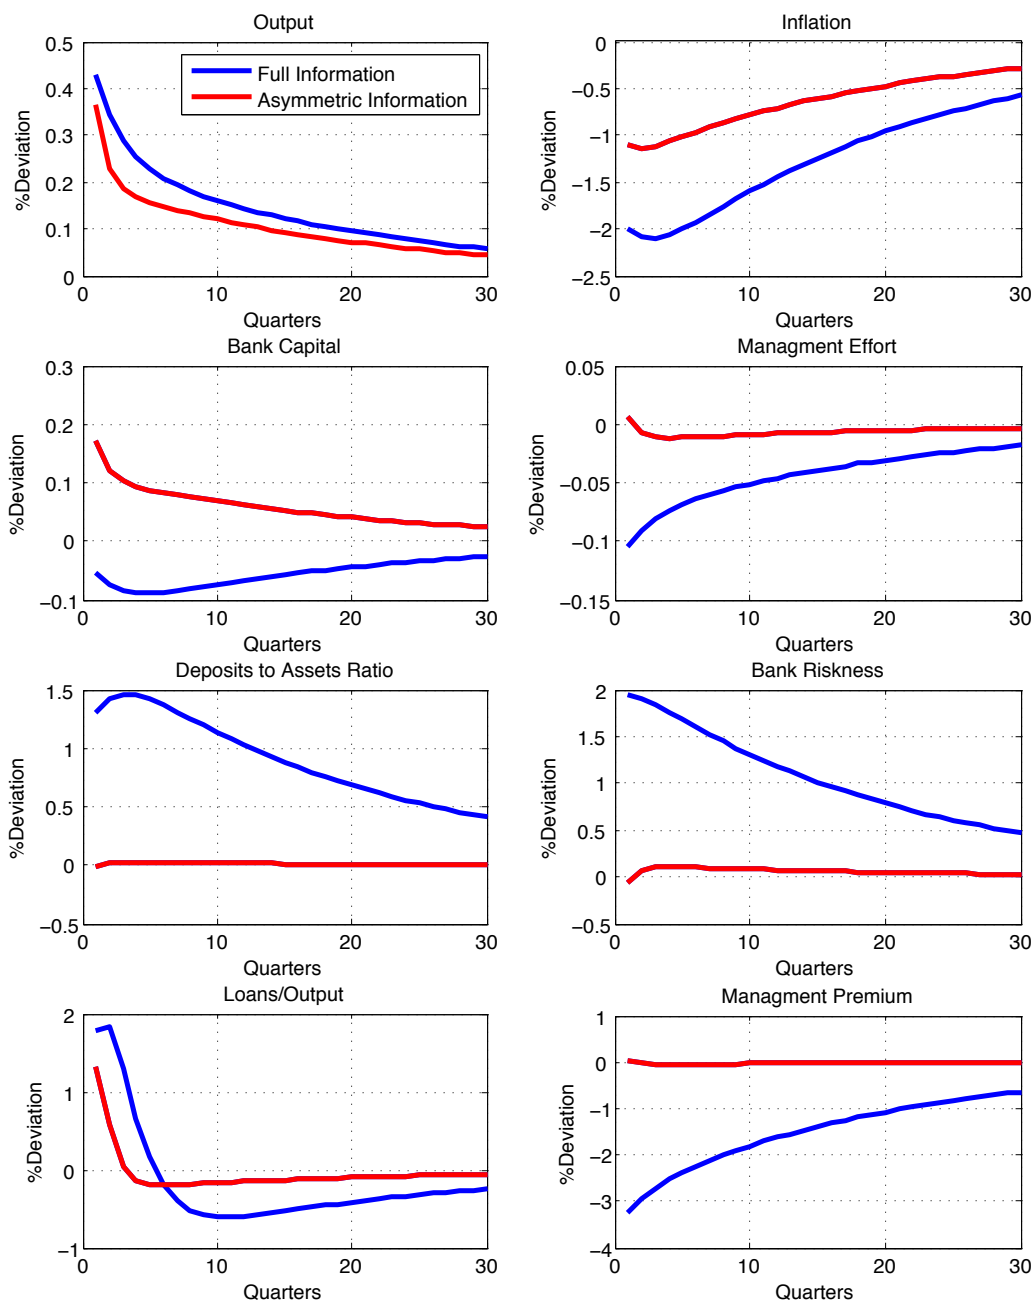 Output
%Deviation
0.5
0.4
0.3
0.2
0.1
0
Full Information
Asymmetric Information
0
10
20
30
Quarters
Inflation
%Deviation
0
−0.5
−1
−1.5
−2
−2.5
0
10
20
30
Quarters
Bank Capital
%Deviation
0.3
0.2
0.1
0
−0.1
0
10
20
30
Quarters
Managment Effort
%Deviation
0.05
0
−0.05
−0.1
−0.15
0
10
20
30
Quarters
Deposits to Assets Ratio
%Deviation
1.5
1
0.5
0
−0.5
0
10
20
30
Quarters
Bank Riskness
%Deviation
2
1.5
1
0.5
0
−0.5
0
10
20
30
Quarters
Loans/Output
%Deviation
2
1
0
−1
0
10
20
30
Quarters
Managment Premium
%Deviation
1
0
−1
−2
−3
−4
0
10
20
30
Quarters